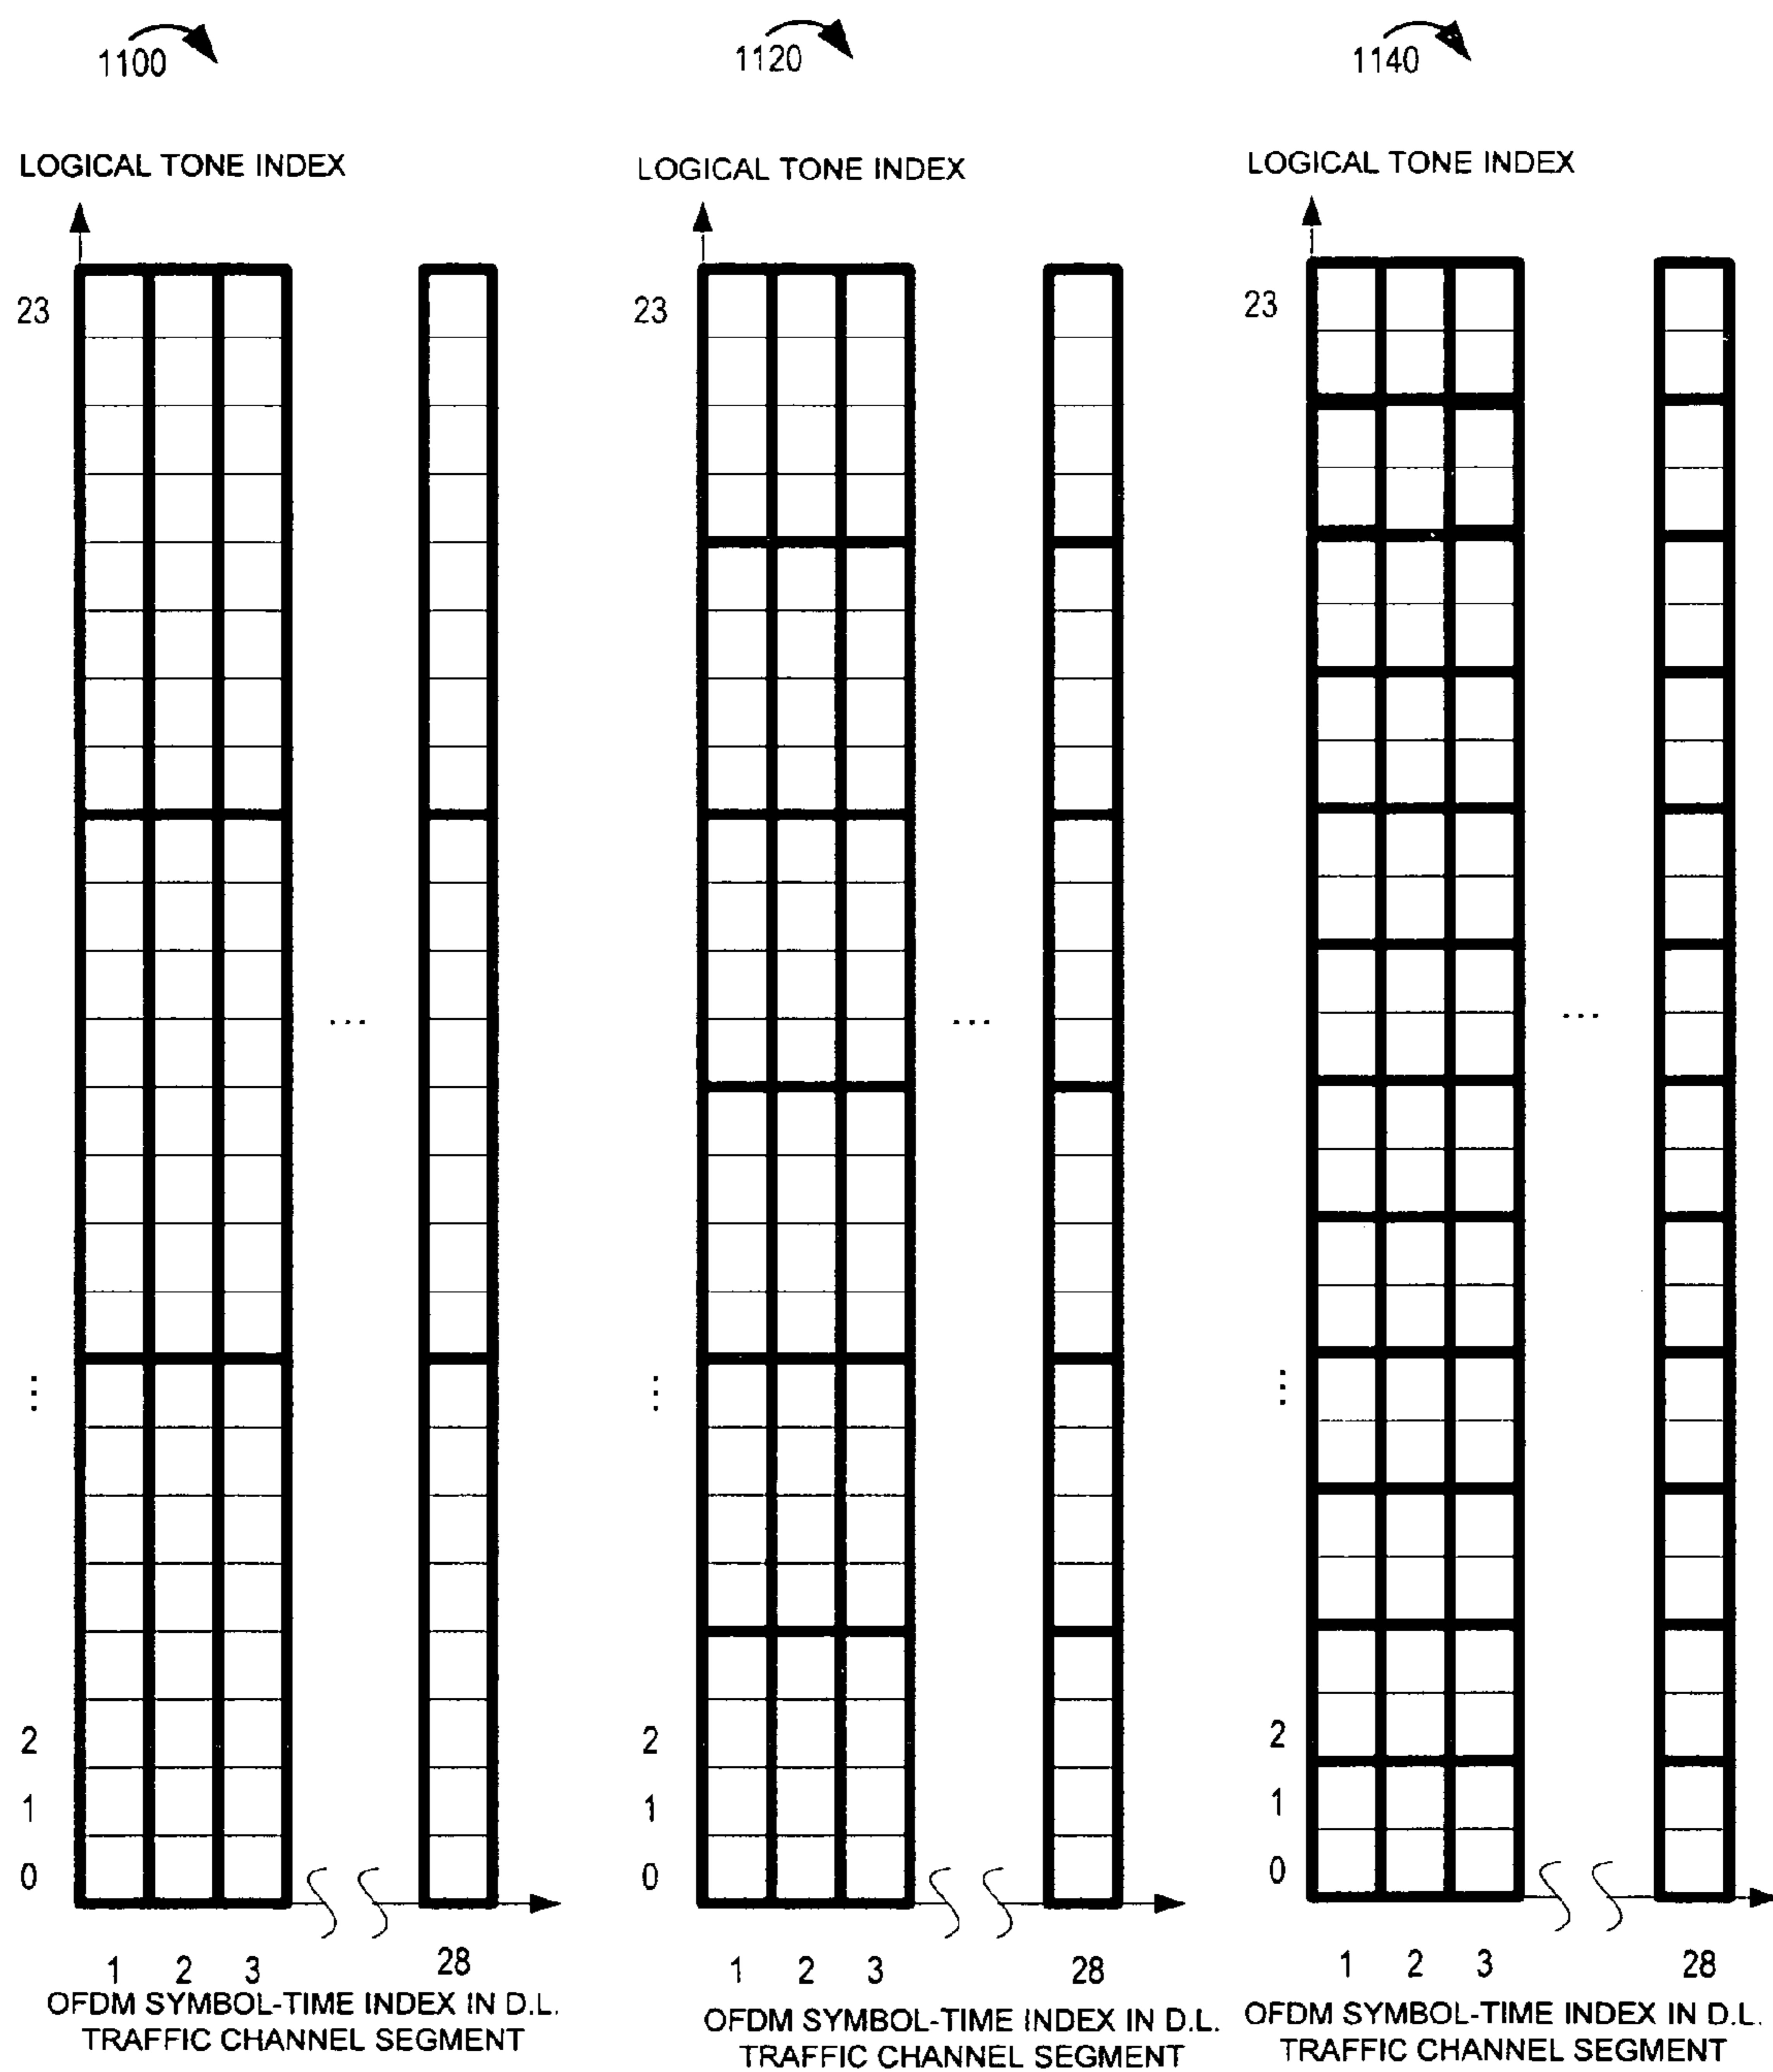 1100
LOGICAL TONE INDEX
23
...
⋮
2
1
0
1 2 3 28
OFDM SYMBOL-TIME INDEX IN D.L.
TRAFFIC CHANNEL SEGMENT
1120
LOGICAL TONE INDEX
23
...
⋮
2
1
0
1 2 3 28
OFDM SYMBOL-TIME INDEX IN D.L.
TRAFFIC CHANNEL SEGMENT
1140
LOGICAL TONE INDEX
23
...
⋮
2
1
0
1 2 3 28
OFDM SYMBOL-TIME INDEX IN D.L.
TRAFFIC CHANNEL SEGMENT